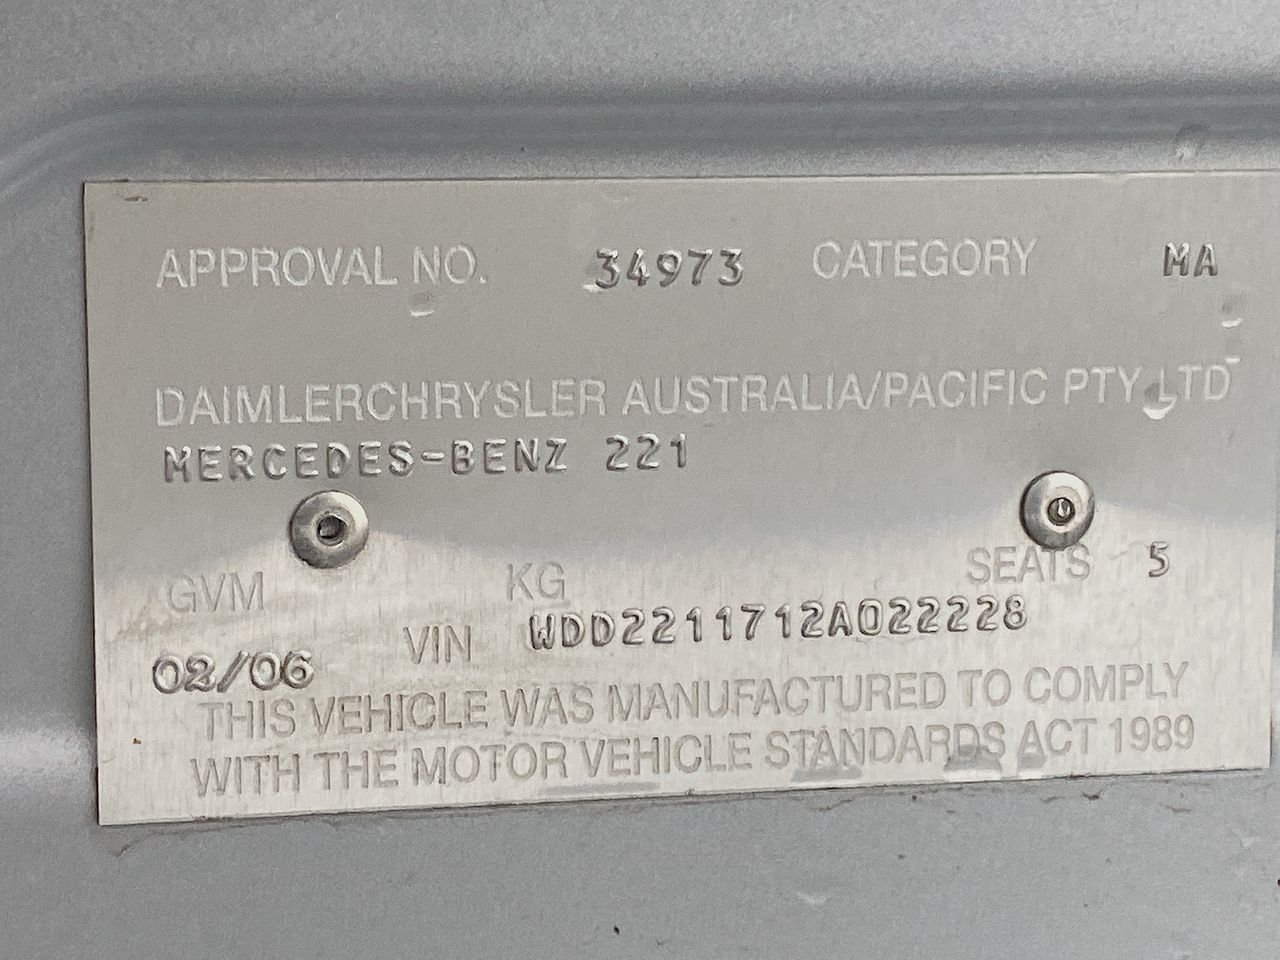 APPROVAL NO. 34973 CATEGORY MA
DAIMLERCHRYSLER AUSTRALIA/PACIFIC PTY LTD
MERCEDES-BENZ 221
GVM KG SEATS 5
02/06 VIN WDD2211712A022228
THIS VEHICLE WAS MANUFACTURED TO COMPLY
WITH THE MOTOR VEHICLE STANDARDS ACT 1989